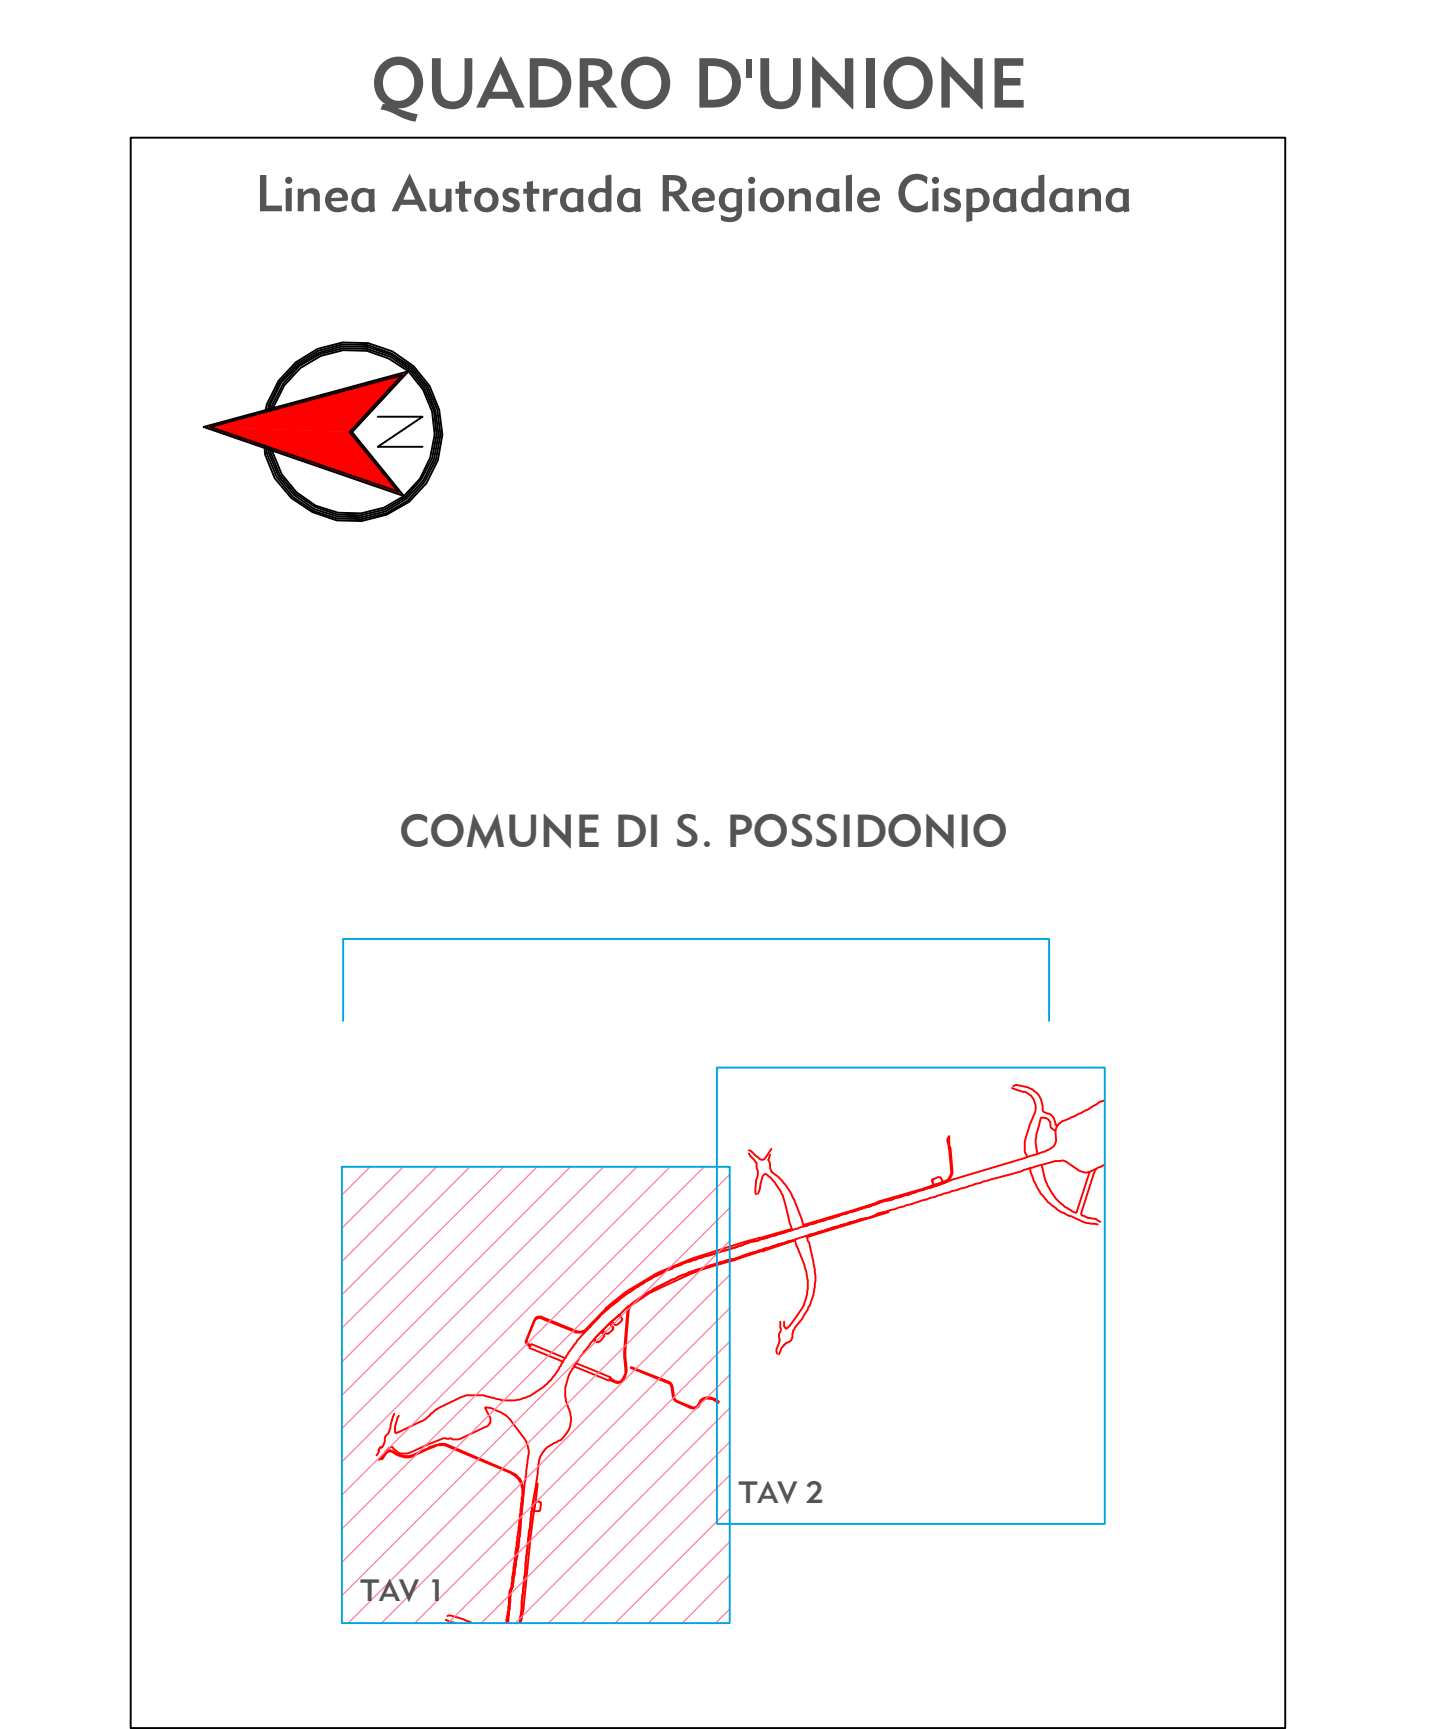 QUADRO D'UNIONE
Linea Autostrada Regionale Cispadana
N
COMUNE DI S. POSSIDONIO
TAV 2
TAV 1